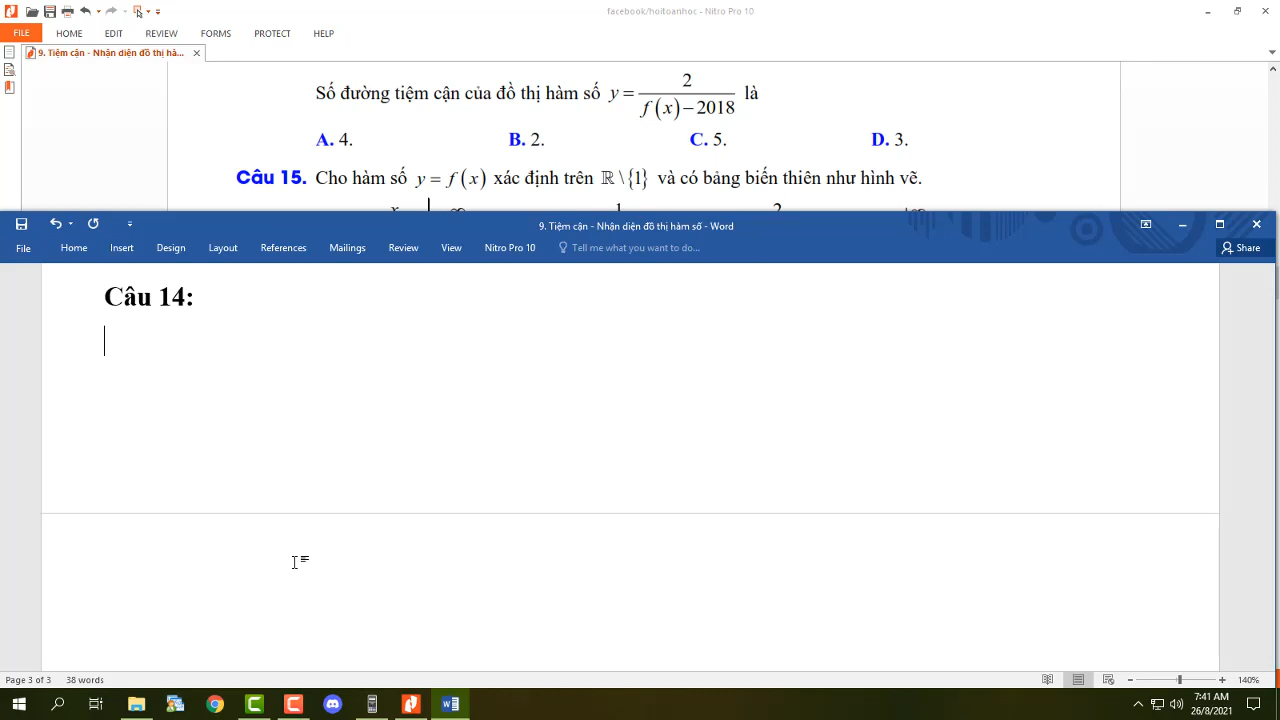 facebook/hoitoanhoc - Nitro Pro 10
FILE HOME EDIT REVIEW FORMS PROTECT HELP
9. Tiệm cận - Nhận diện đồ thị hà...
Số đường tiệm cận của đồ thị hàm số y = 2 / (f(x) − 2018) là
A. 4. B. 2. C. 5. D. 3.
Câu 15. Cho hàm số y = f(x) xác định trên ℝ \ {1} và có bảng biến thiên như hình vẽ.
9. Tiệm cận - Nhận diện đồ thị hàm số - Word
File Home Insert Design Layout References Mailings Review View Nitro Pro 10 Tell me what you want to do... Share
Câu 14:
Page 3 of 3 38 words 140%
7:41 AM
26/8/2021